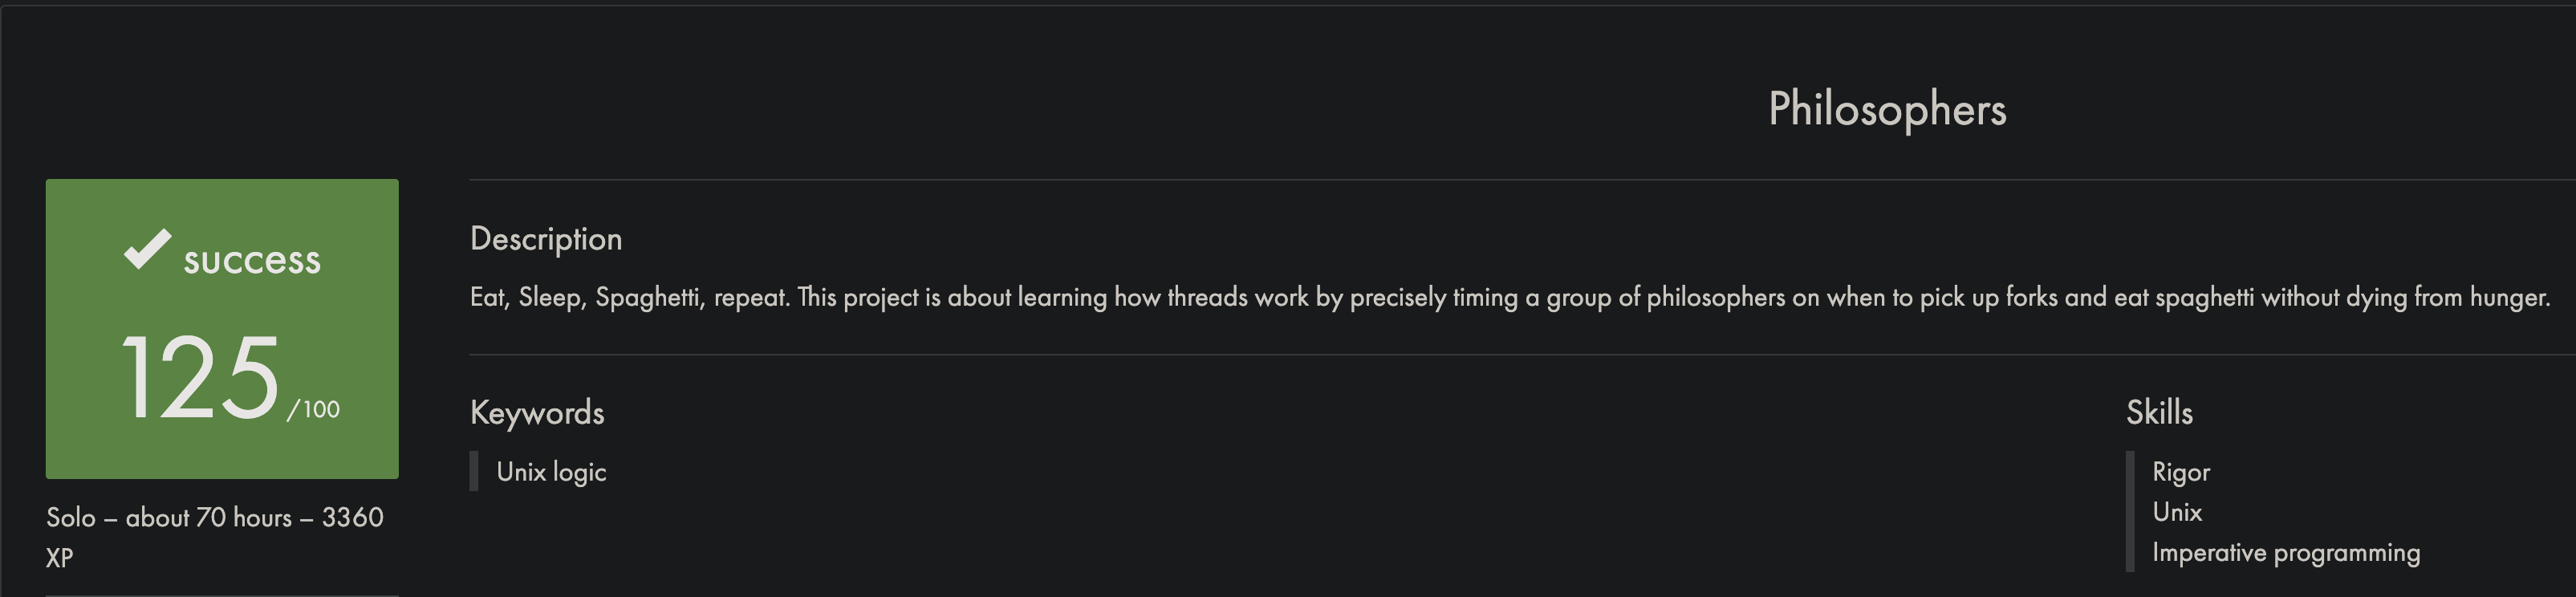 Philosophers
✔ success
125/100
Solo – about 70 hours – 3360
XP
Description
Eat, Sleep, Spaghetti, repeat. This project is about learning how threads work by precisely timing a group of philosophers on when to pick up forks and eat spaghetti without dying from hunger.
Keywords
Unix logic
Skills
Rigor
Unix
Imperative programming